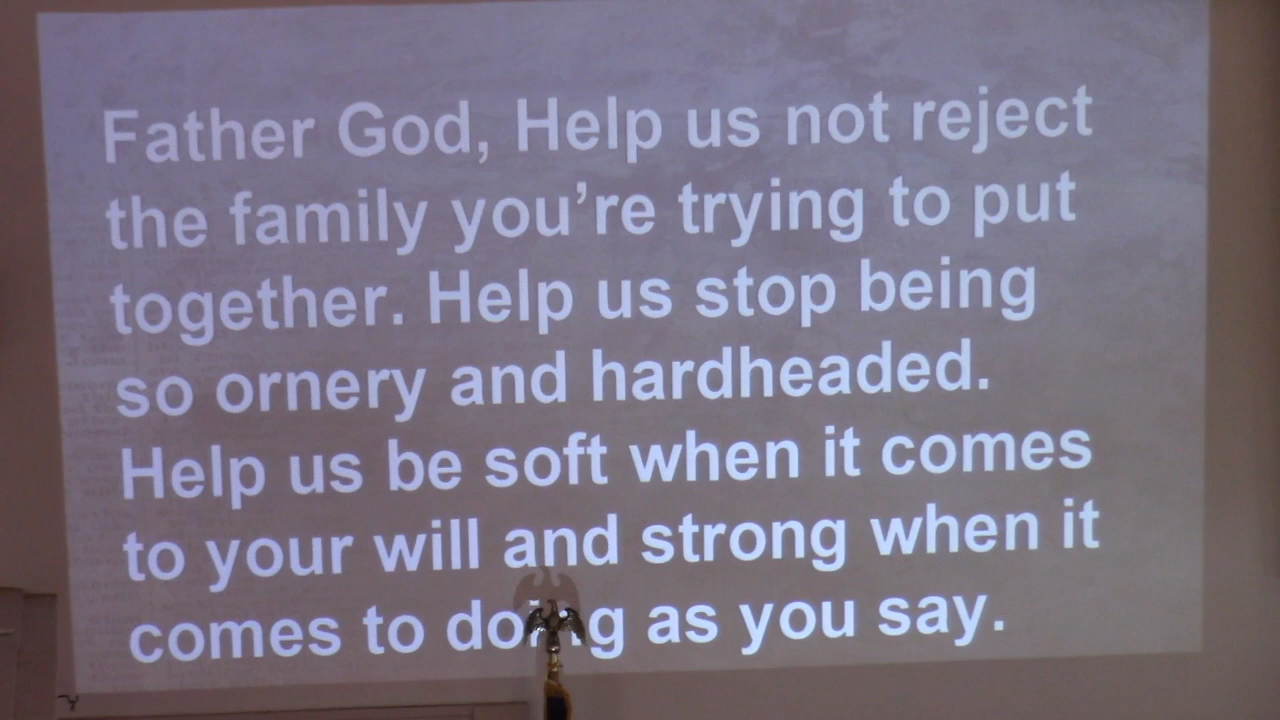 Father God, Help us not reject
the family you’re trying to put
together. Help us stop being
so ornery and hardheaded.
Help us be soft when it comes
to your will and strong when it
comes to doing as you say.